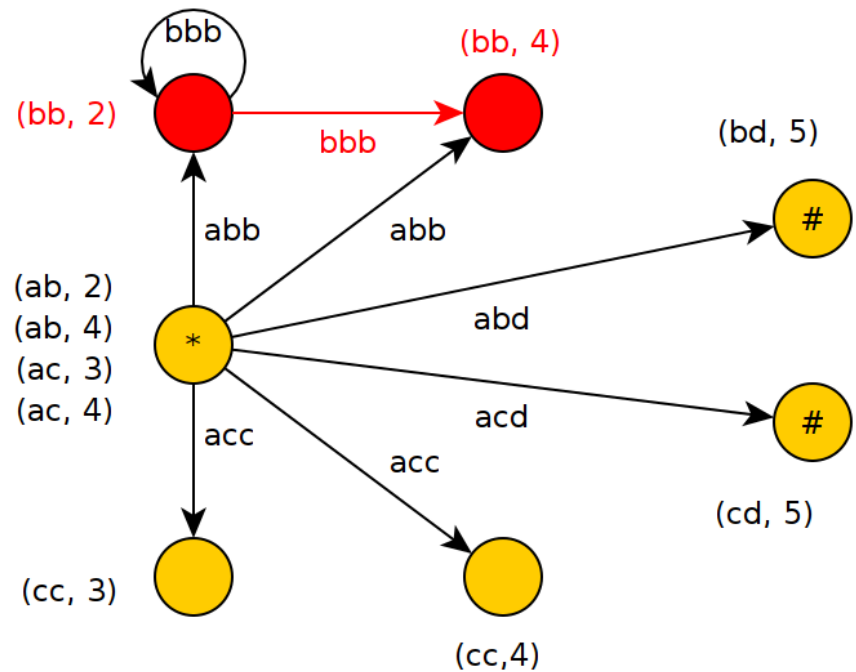 bbb
(bb, 4)
(bb, 2)
bbb
(bd, 5)
#
abb
abb
(ab, 2)
(ab, 4)
(ac, 3)
(ac, 4)
*
abd
acd
#
acc
acc
(cd, 5)
(cc, 3)
(cc,4)